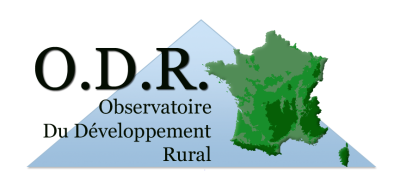 O.D.R.
Observatoire
Du Développement
Rural